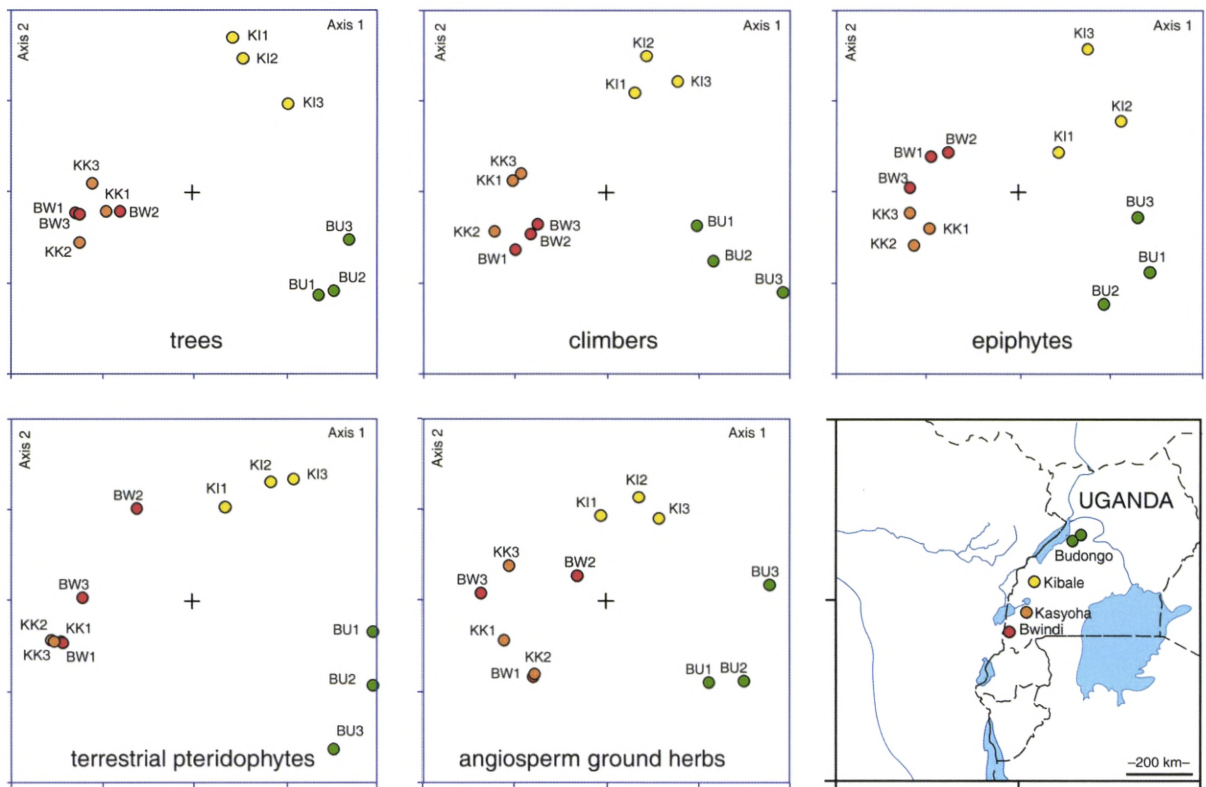 Axis 2
Axis 1
KI1
KI2
KI3
KK3
KK1
BW1
BW2
BW3
KK2
BU3
BU2
BU1
trees
Axis 2
Axis 1
KI2
KI1
KI3
KK3
KK1
KK2
BW3
BW2
BW1
BU1
BU2
BU3
climbers
Axis 2
Axis 1
KI3
KI2
KI1
BW2
BW1
BW3
KK3
KK1
KK2
BU3
BU1
BU2
epiphytes
Axis 2
Axis 1
KI2
KI3
KI1
BW2
BW3
KK2
KK1
KK3
BW1
BU1
BU2
BU3
terrestrial pteridophytes
Axis 2
Axis 1
KI2
KI1
KI3
KK3
BW2
BW3
BU3
KK1
KK2
BW1
BU1
BU2
angiosperm ground herbs
UGANDA
Budongo
Kibale
Kasyoha
Bwindi
–200 km–